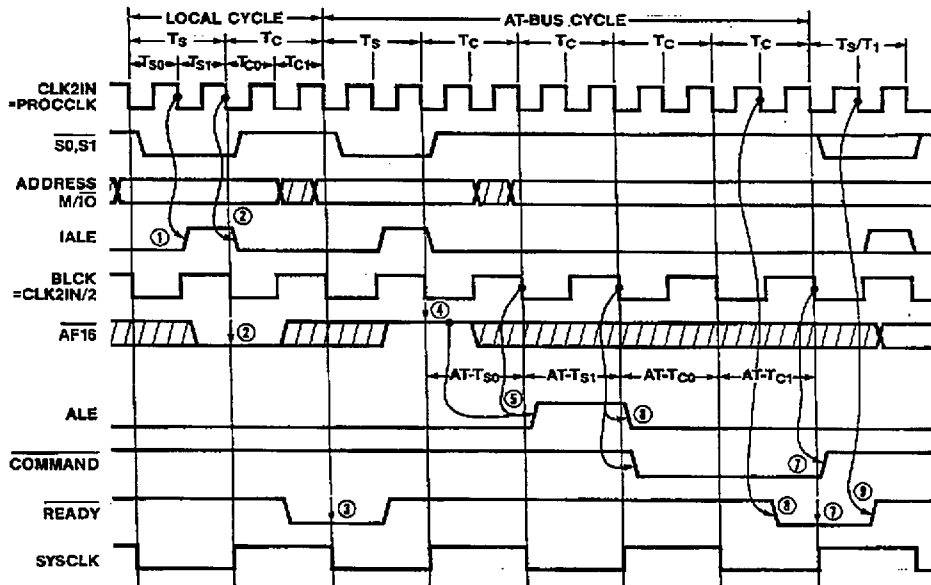 LOCAL CYCLE AT-BUS CYCLE
TS TC TS TC TC TC TC TS/T1
TS0 TS1 TC0 TC1
CLK2IN
=PROCCLK
S0,S1
ADDRESS
M/IO
②
①
IALE
BLCK
=CLK2IN/2
④
AF16 ②
AT-TS0 AT-TS1 AT-TC0 AT-TC1
⑤
ALE ⑥
COMMAND ⑦
READY ③ ⑧ ⑦ ⑨
SYSCLK